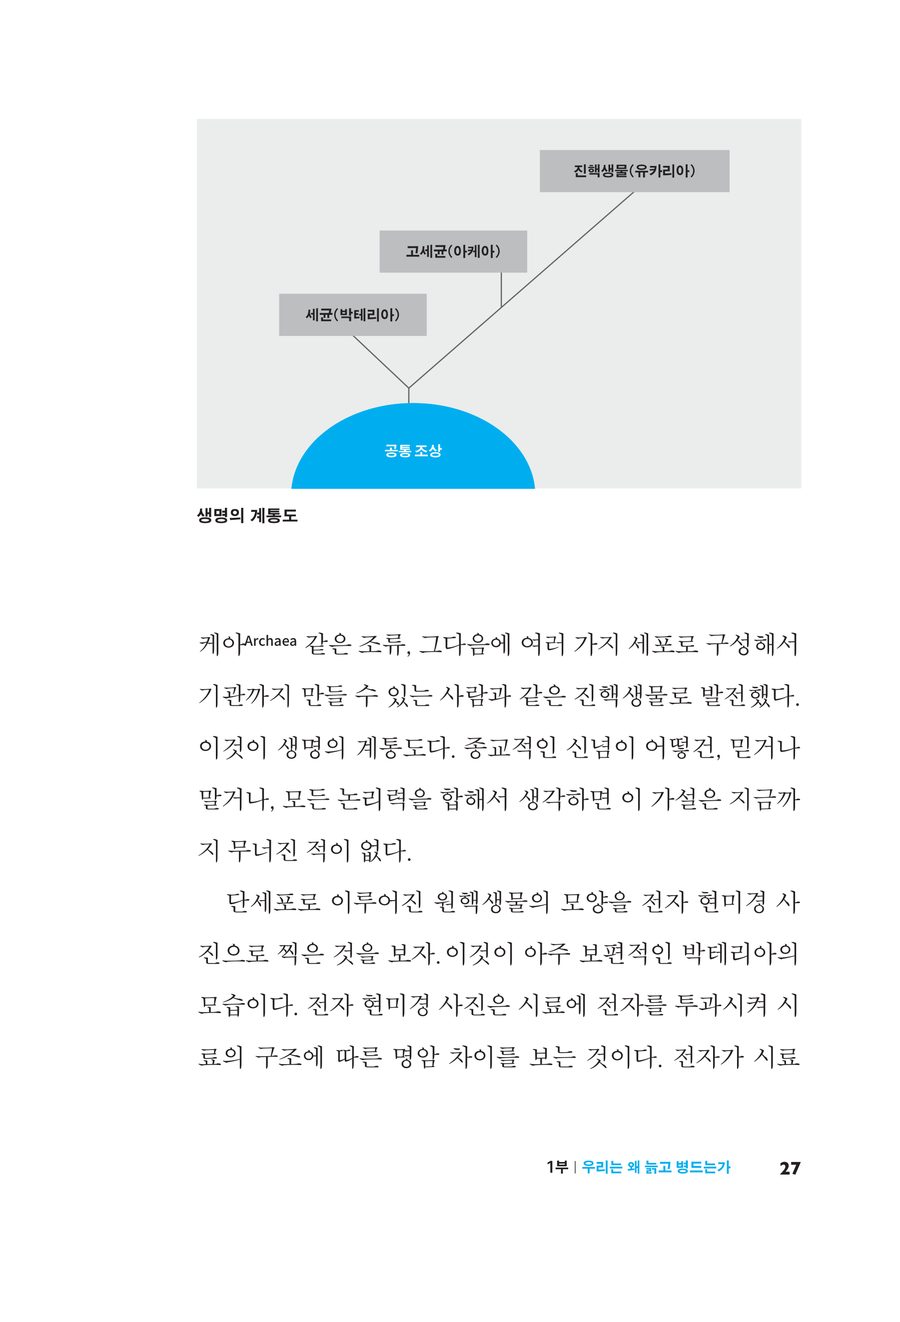 진핵생물(유카리아)
고세균(아케아)
세균(박테리아)
공통 조상
생명의 계통도
케아Archaea 같은 조류, 그다음에 여러 가지 세포로 구성해서
기관까지 만들 수 있는 사람과 같은 진핵생물로 발전했다.
이것이 생명의 계통도다. 종교적인 신념이 어떻건, 믿거나
말거나, 모든 논리력을 합해서 생각하면 이 가설은 지금까
지 무너진 적이 없다.
단세포로 이루어진 원핵생물의 모양을 전자 현미경 사
진으로 찍은 것을 보자. 이것이 아주 보편적인 박테리아의
모습이다. 전자 현미경 사진은 시료에 전자를 투과시켜 시
료의 구조에 따른 명암 차이를 보는 것이다. 전자가 시료
1부 | 우리는 왜 늙고 병드는가 27